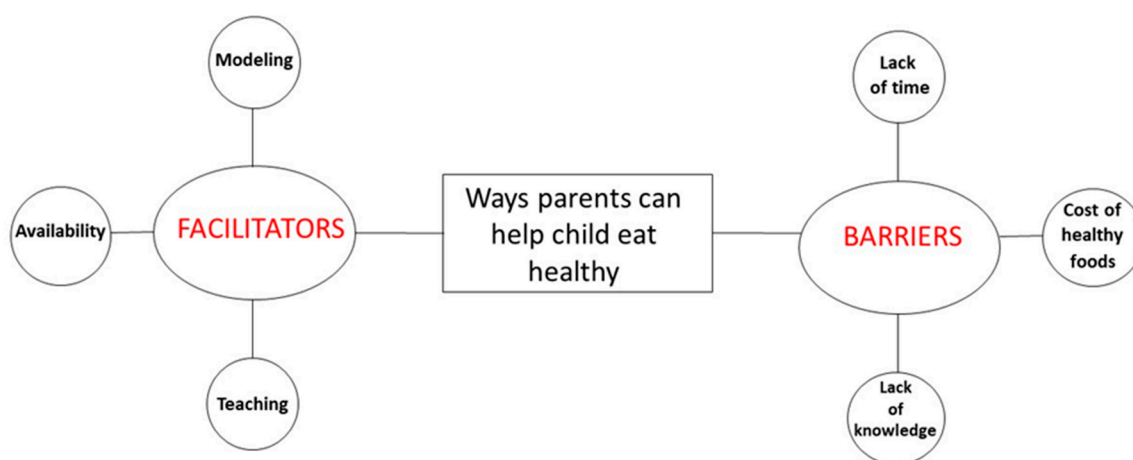 Modeling
Availability
FACILITATORS
Teaching
Ways parents can
help child eat
healthy
Lack
of time
BARRIERS
Cost of
healthy
foods
Lack
of
knowledge